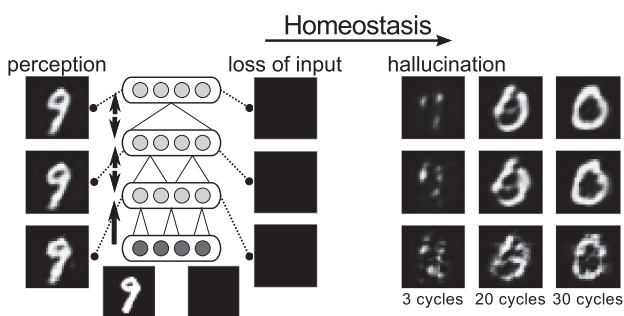 Homeostasis
perception
loss of input
hallucination
3 cycles
20 cycles
30 cycles